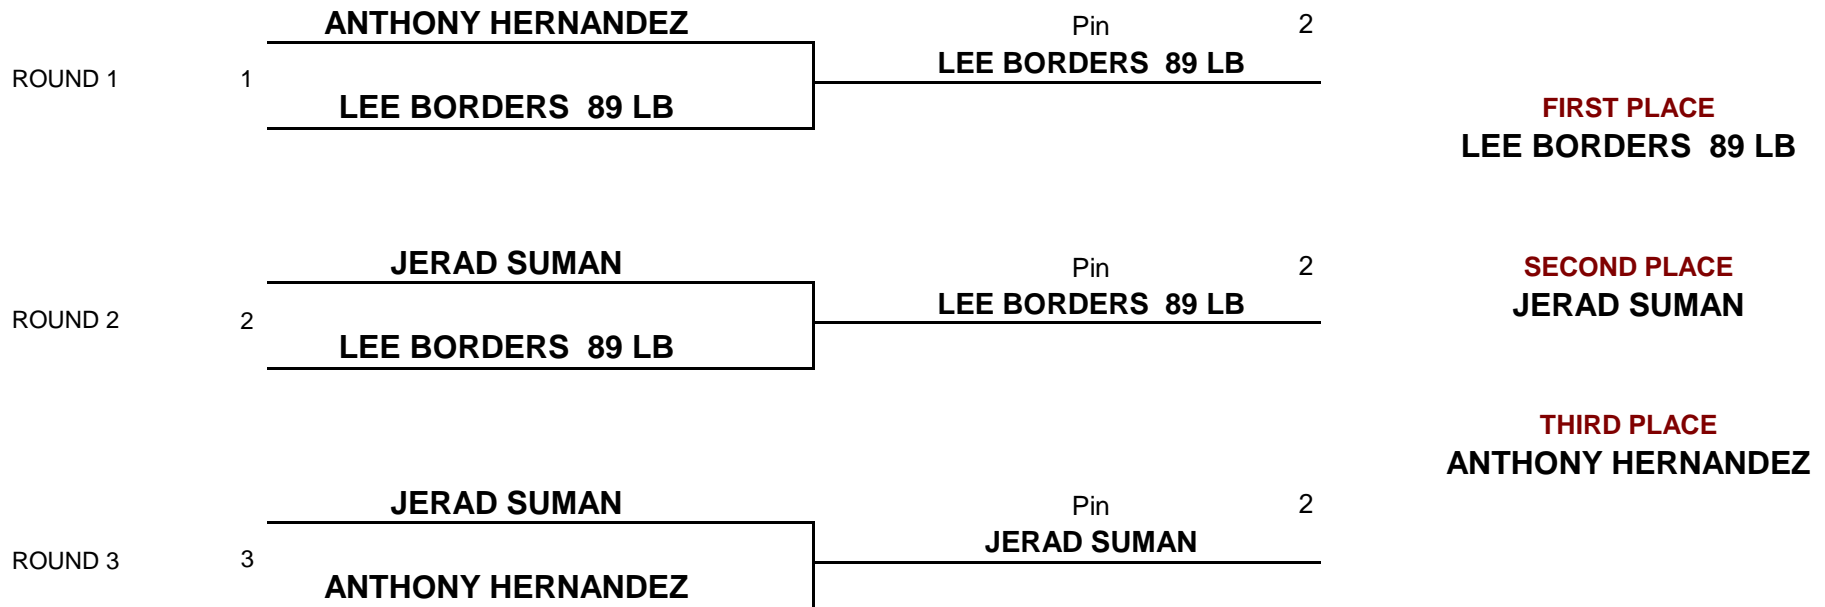 ANTHONY HERNANDEZ
Pin 2
LEE BORDERS 89 LB
ROUND 1 1
LEE BORDERS 89 LB
FIRST PLACE
LEE BORDERS 89 LB
JERAD SUMAN
Pin 2
SECOND PLACE
LEE BORDERS 89 LB
JERAD SUMAN
ROUND 2 2
LEE BORDERS 89 LB
THIRD PLACE
ANTHONY HERNANDEZ
JERAD SUMAN
Pin 2
JERAD SUMAN
ROUND 3 3
ANTHONY HERNANDEZ